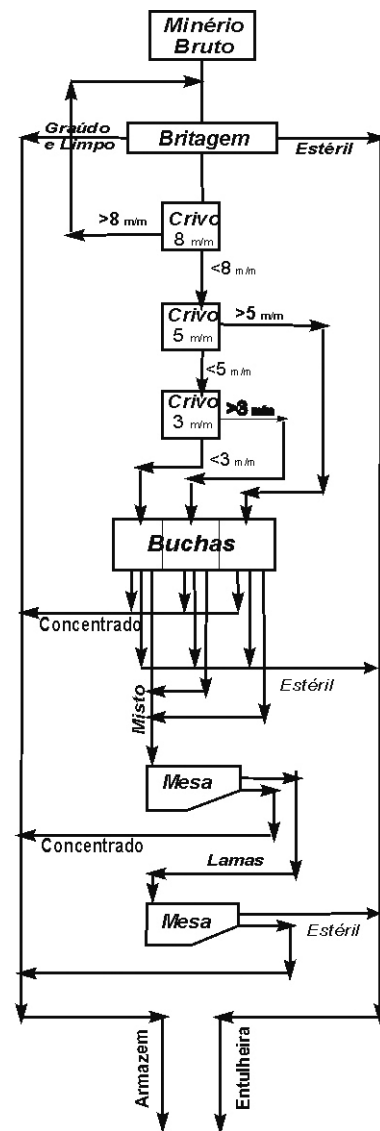 Minério
Bruto
Graúdo
e Limpo
Britagem
Estéril
>8 m/m
Crivo
8 m/m
<8 m/m
Crivo
5 m/m
>5 m/m
<5 m/m
Crivo
3 m/m
>3 m/m
<3 m/m
Buchas
Concentrado
Estéril
Misto
Mesa
Concentrado
Lamas
Mesa
Estéril
Armazem
Entulheira